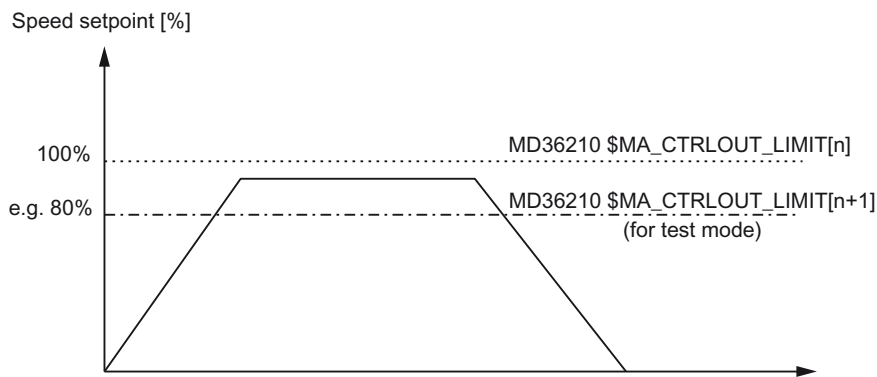 Speed setpoint [%]
100%
MD36210 $MA_CTRLOUT_LIMIT[n]
e.g. 80%
MD36210 $MA_CTRLOUT_LIMIT[n+1]
(for test mode)